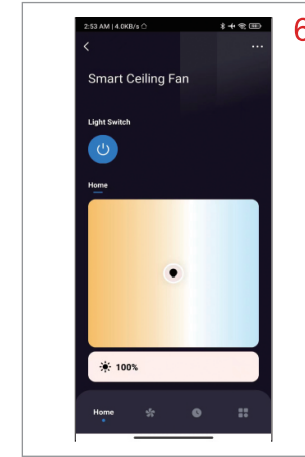 6
2:53 AM | 4.0KB/s
Smart Ceiling Fan
Light Switch
Home
100%
Home